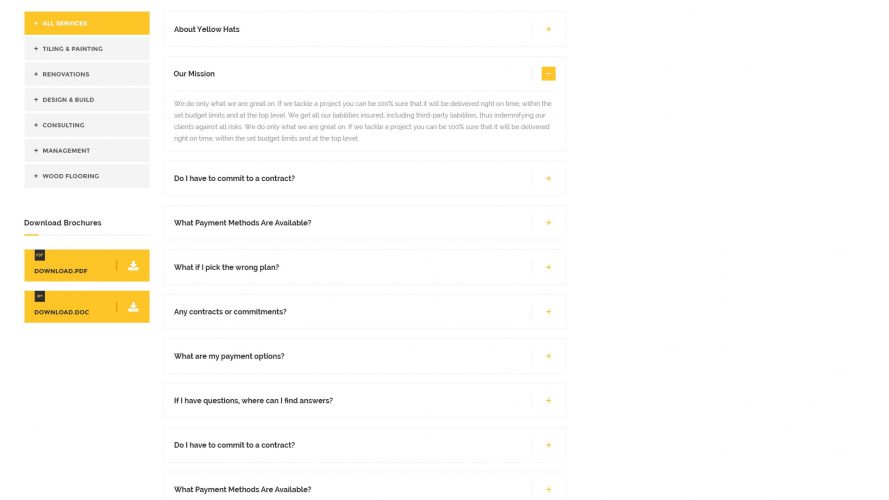 ALL SERVICES
TILING & PAINTING
RENOVATIONS
DESIGN & BUILD
CONSULTING
MANAGEMENT
WOOD FLOORING
Download Brochures
PDF
DOWNLOAD.PDF
DOWNLOAD.DOC
About Yellow Hats
Our Mission
We do only what we are great on. If we tackle a project you can be 100% sure that it will be delivered right on time, within the
set budget limits and at the top level. We get all our liabilities insured, including third-party liabilities, thus indemnifying our
clients against all risks. We do only what we are great on. If we tackle a project you can be 100% sure that it will be delivered
right on time, within the set budget limits and at the top level.
Do I have to commit to a contract?
What Payment Methods Are Available?
What if I pick the wrong plan?
Any contracts or commitments?
What are my payment options?
If I have questions, where can I find answers?
Do I have to commit to a contract?
What Payment Methods Are Available?